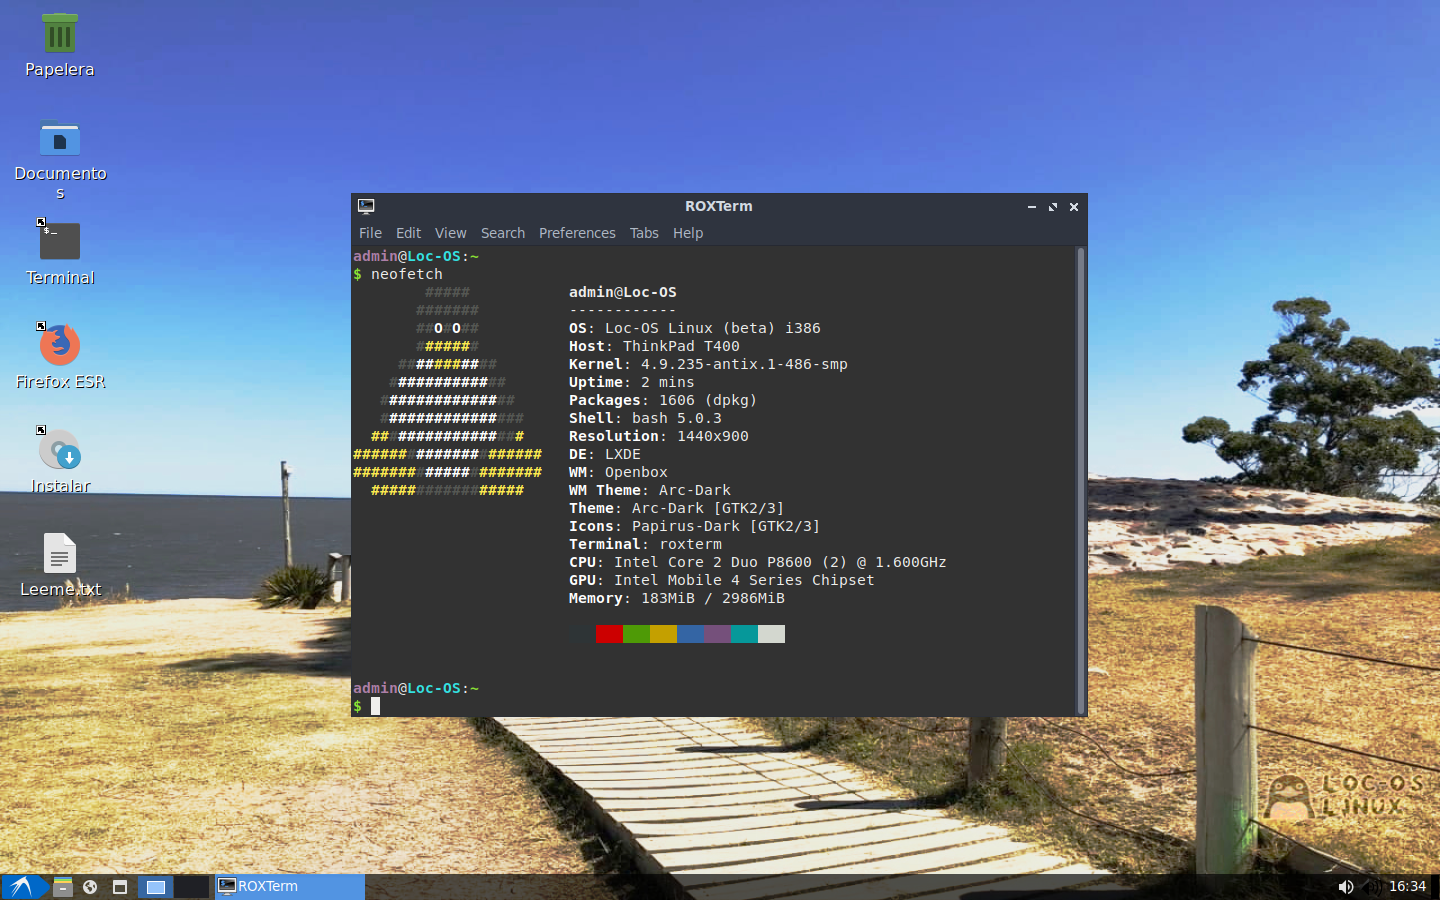 Papelera
Documento
s
$_
Terminal
Firefox ESR
Instalar
Leeme.txt
ROXTerm
File Edit View Search Preferences Tabs Help
admin@Loc-OS:~
$ neofetch
#####
#######
##O#O##
#######
###########
#############
###############
################
#################
#####################
#####################
#################
admin@Loc-OS
------------
OS: Loc-OS Linux (beta) i386
Host: ThinkPad T400
Kernel: 4.9.235-antix.1-486-smp
Uptime: 2 mins
Packages: 1606 (dpkg)
Shell: bash 5.0.3
Resolution: 1440x900
DE: LXDE
WM: Openbox
WM Theme: Arc-Dark
Theme: Arc-Dark [GTK2/3]
Icons: Papirus-Dark [GTK2/3]
Terminal: roxterm
CPU: Intel Core 2 Duo P8600 (2) @ 1.600GHz
GPU: Intel Mobile 4 Series Chipset
Memory: 183MiB / 2986MiB
admin@Loc-OS:~
$
LOC-OS
LINUX
ROXTerm
16:34